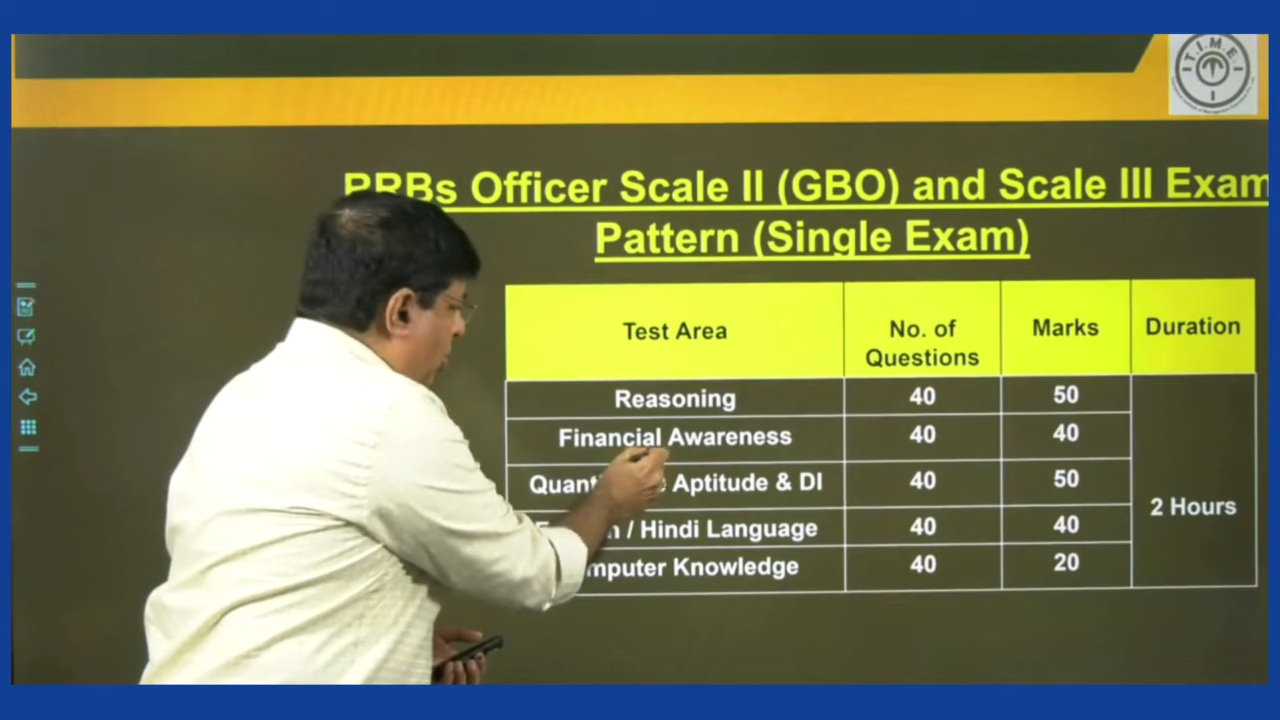 T.I.M.E.
RRBs Officer Scale II (GBO) and Scale III Exam
Pattern (Single Exam)
Test Area
No. of
Questions
Marks
Duration
Reasoning 40 50
Financial Awareness 40 40
Aptitude & DI 40 50
2 Hours
/ Hindi Language 40 40
Knowledge 40 20